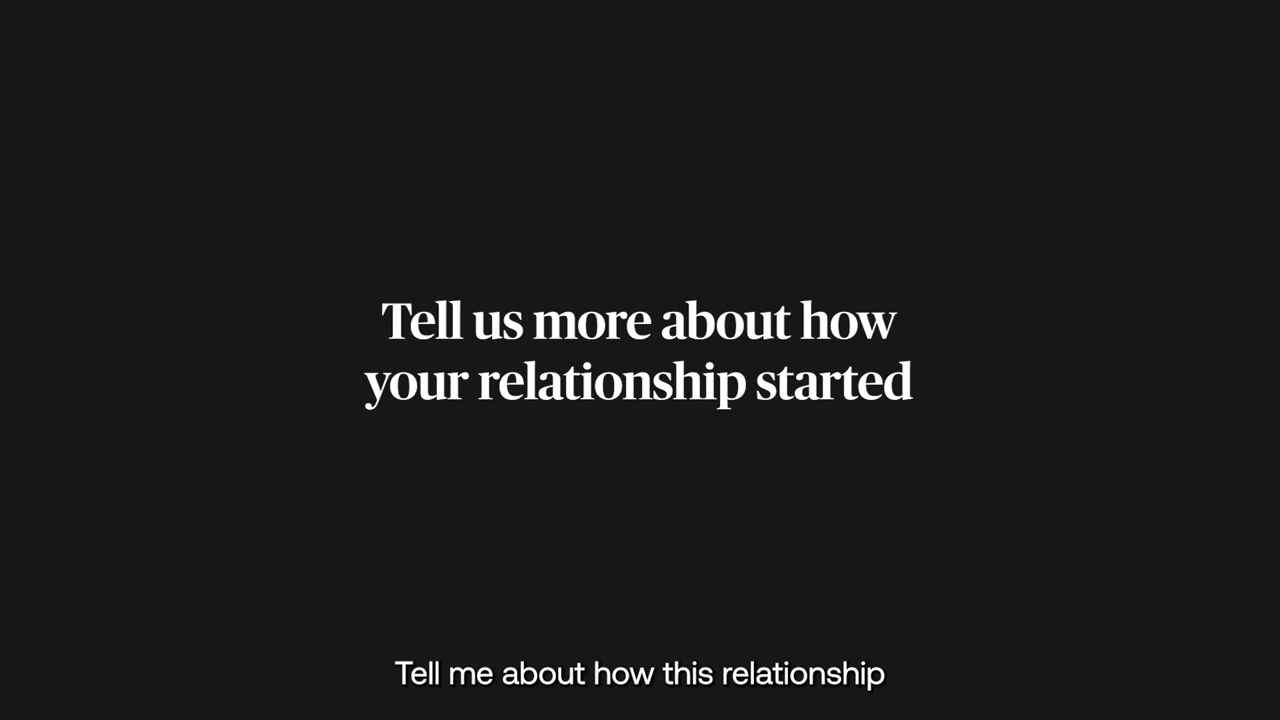 Tell us more about how
your relationship started
Tell me about how this relationship